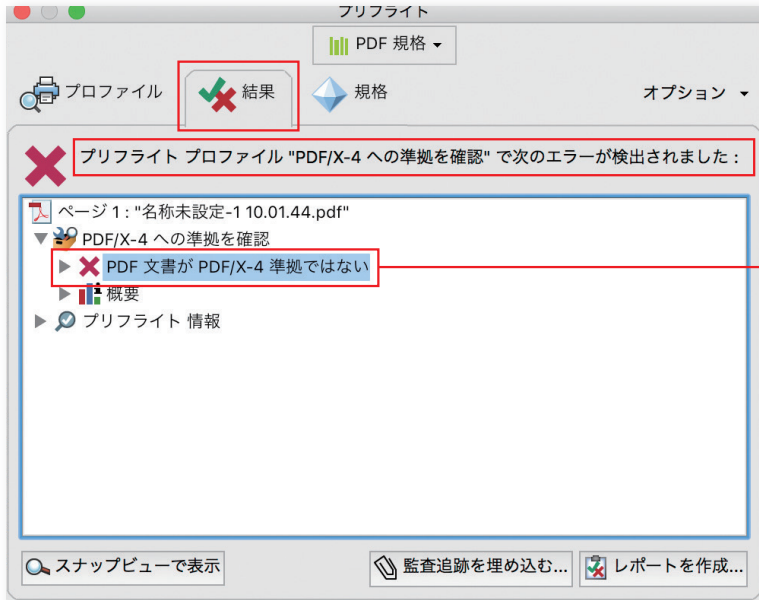 プリフライト
PDF 規格
プロファイル
結果
規格
オプション
プリフライト プロファイル "PDF/X-4 への準拠を確認" で次のエラーが検出されました :
ページ 1 : "名称未設定-1 10.01.44.pdf"
PDF/X-4 への準拠を確認
PDF 文書が PDF/X-4 準拠ではない
概要
プリフライト 情報
スナップビューで表示
監査追跡を埋め込む...
レポートを作成...